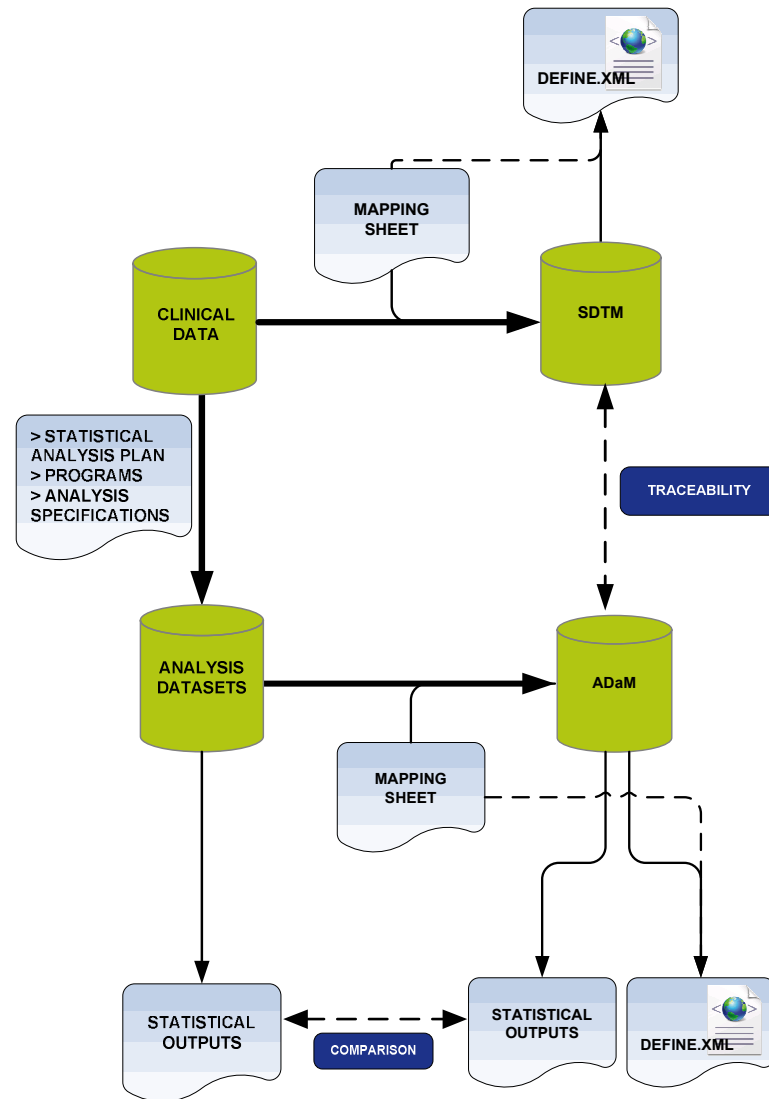 DEFINE.XML
MAPPING
SHEET
CLINICAL
DATA
SDTM
> STATISTICAL
ANALYSIS PLAN
> PROGRAMS
> ANALYSIS
SPECIFICATIONS
TRACEABILITY
ANALYSIS
DATASETS
ADaM
MAPPING
SHEET
STATISTICAL
OUTPUTS
COMPARISON
STATISTICAL
OUTPUTS
DEFINE.XML